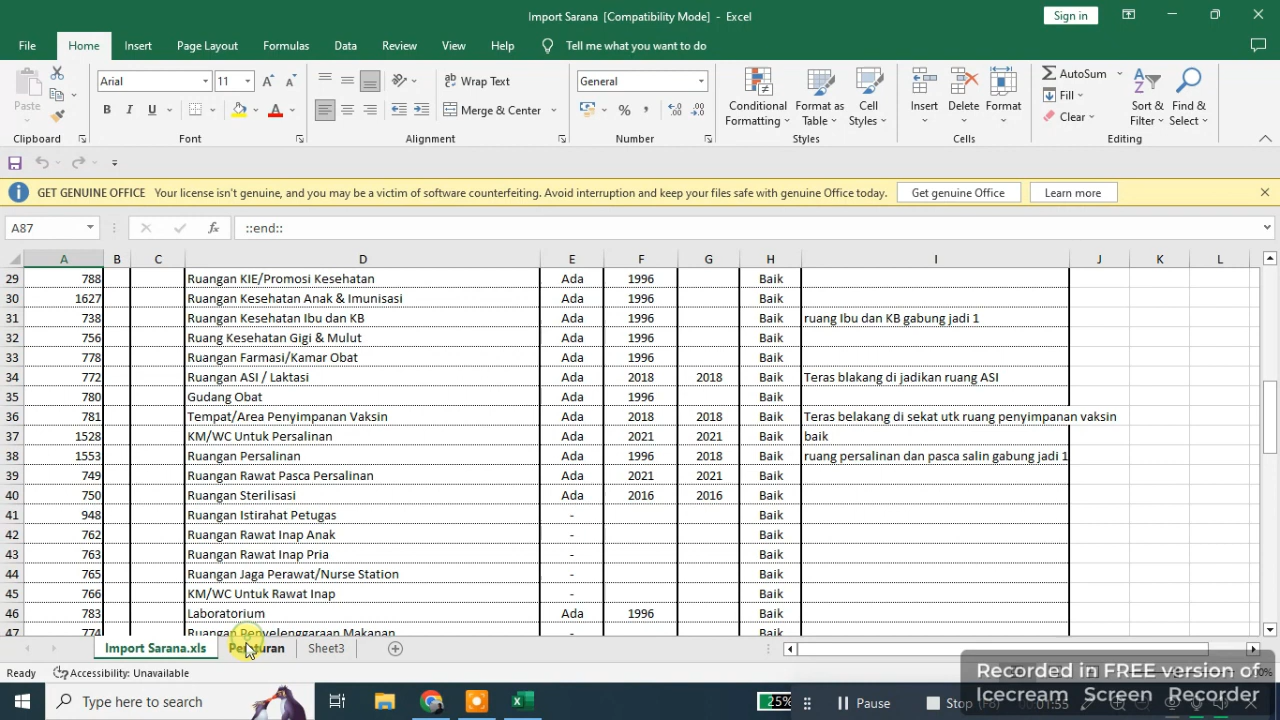 Import Sarana [Compatibility Mode] - Excel
Sign in
File Home Insert Page Layout Formulas Data Review View Help Tell me what you want to do
Paste
Arial 11
Wrap Text
General
Conditional Formatting
Format as Table
Cell Styles
Insert
Delete
Format
AutoSum
Fill
Clear
Sort & Filter
Find & Select
B I U
Merge & Center
Clipboard Font Alignment Number Styles Cells Editing
GET GENUINE OFFICE Your license isn't genuine, and you may be a victim of software counterfeiting. Avoid interruption and keep your files safe with genuine Office today. Get genuine Office Learn more
A87 fx ::end::
A B C D E F G H I J K L
29 788 Ruangan KIE/Promosi Kesehatan Ada 1996 Baik
30 1627 Ruangan Kesehatan Anak & Imunisasi Ada 1996 Baik
31 738 Ruangan Kesehatan Ibu dan KB Ada 1996 Baik ruang Ibu dan KB gabung jadi 1
32 756 Ruang Kesehatan Gigi & Mulut Ada 1996 Baik
33 778 Ruangan Farmasi/Kamar Obat Ada 1996 Baik
34 772 Ruangan ASI / Laktasi Ada 2018 2018 Baik Teras blakang di jadikan ruang ASI
35 780 Gudang Obat Ada 1996 Baik
36 781 Tempat/Area Penyimpanan Vaksin Ada 2018 2018 Baik Teras belakang di sekat utk ruang penyimpanan vaksin
37 1528 KM/WC Untuk Persalinan Ada 2021 2021 Baik baik
38 1553 Ruangan Persalinan Ada 1996 2018 Baik ruang persalinan dan pasca salin gabung jadi 1
39 749 Ruangan Rawat Pasca Persalinan Ada 2021 2021 Baik
40 750 Ruangan Sterilisasi Ada 2016 2016 Baik
41 948 Ruangan Istirahat Petugas - Baik
42 762 Ruangan Rawat Inap Anak - Baik
43 763 Ruangan Rawat Inap Pria - Baik
44 765 Ruangan Jaga Perawat/Nurse Station - Baik
45 766 KM/WC Untuk Rawat Inap - Baik
46 783 Laboratorium Ada 1996 Baik
47 774 Ruangan Penyelenggaraan Makanan - Baik
Import Sarana.xls Sheet3
Ready Accessibility: Unavailable
Recorded in FREE version of
Icecream Screen Recorder
Type here to search 25% Pause Stop (F6) 00:01:55